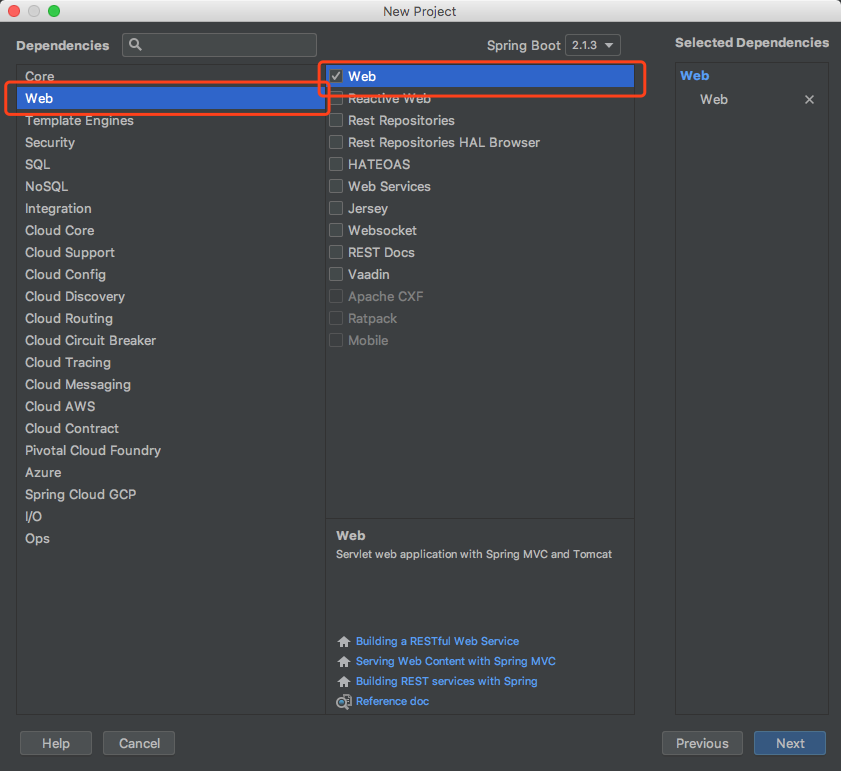 New Project
Dependencies
Spring Boot 2.1.3
Selected Dependencies
Core
Web
Template Engines
Security
SQL
NoSQL
Integration
Cloud Core
Cloud Support
Cloud Config
Cloud Discovery
Cloud Routing
Cloud Circuit Breaker
Cloud Tracing
Cloud Messaging
Cloud AWS
Cloud Contract
Pivotal Cloud Foundry
Azure
Spring Cloud GCP
I/O
Ops
Web
Reactive Web
Rest Repositories
Rest Repositories HAL Browser
HATEOAS
Web Services
Jersey
Websocket
REST Docs
Vaadin
Apache CXF
Ratpack
Mobile
Web
Servlet web application with Spring MVC and Tomcat
Building a RESTful Web Service
Serving Web Content with Spring MVC
Building REST services with Spring
Reference doc
Web
Web
Help
Cancel
Previous
Next